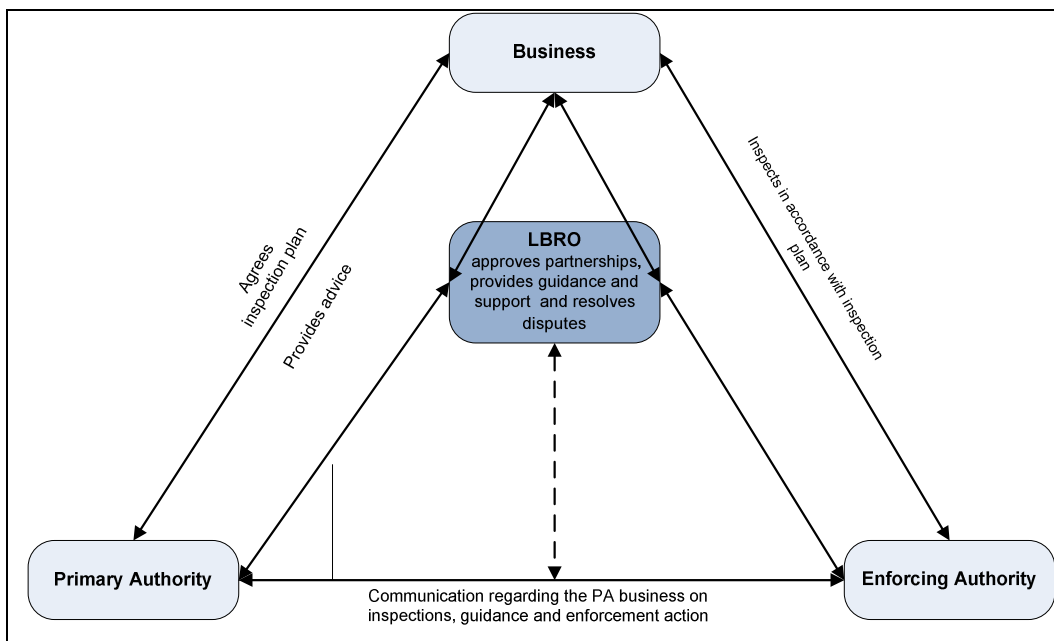 Business
Agrees
inspection plan
Provides advice
Inspects in accordance with inspection
plan
LBRO
approves partnerships,
provides guidance and
support and resolves
disputes
Primary Authority
Enforcing Authority
Communication regarding the PA business on
inspections, guidance and enforcement action